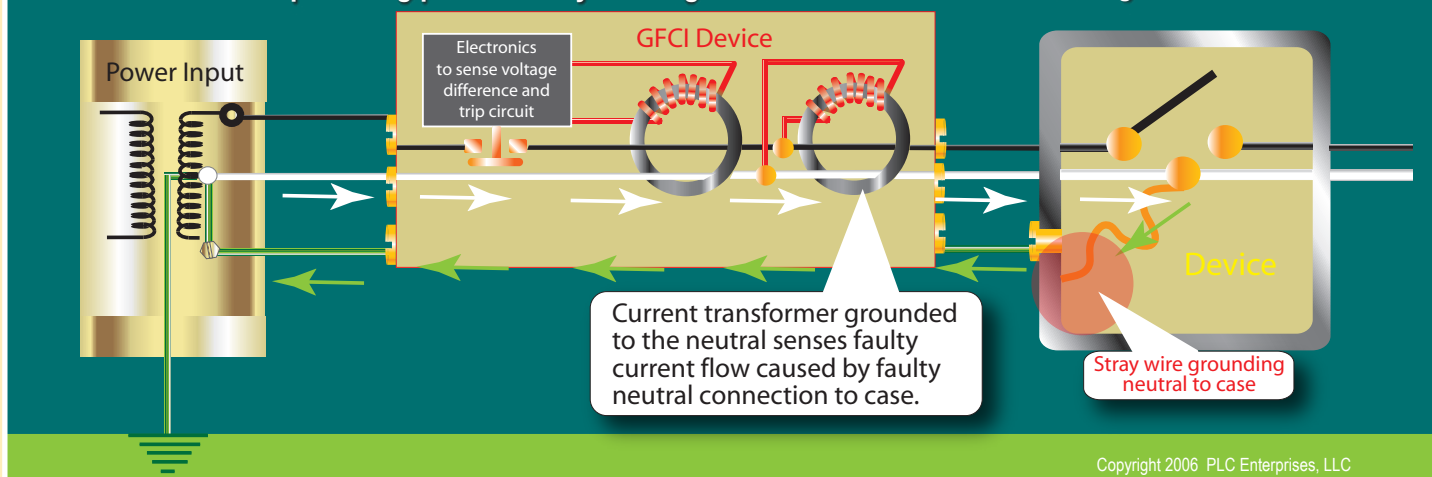 Power Input
Electronics
to sense voltage
difference and
trip circuit
GFCI Device
Device
Current transformer grounded
to the neutral senses faulty
current flow caused by faulty
neutral connection to case.
Stray wire grounding
neutral to case
Copyright 2006 PLC Enterprises, LLC